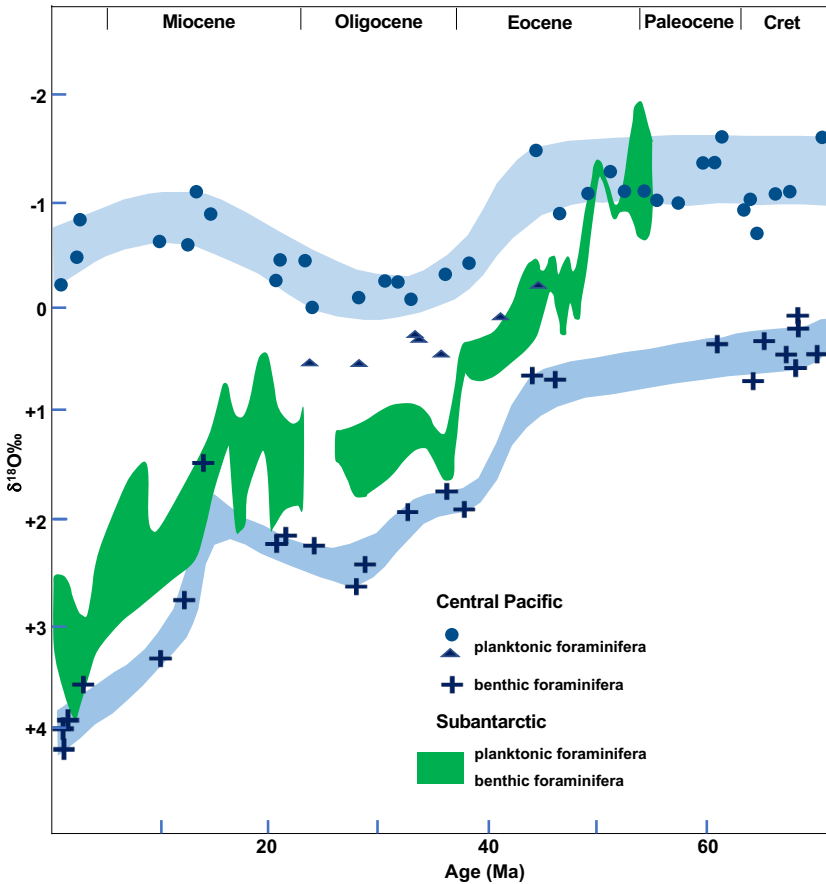 Miocene Oligocene Eocene Paleocene Cret
-2
-1
0
+1
+2
+3
+4
δ¹⁸O‰
Central Pacific
planktonic foraminifera
benthic foraminifera
Subantarctic
planktonic foraminifera
benthic foraminifera
20 40 60
Age (Ma)